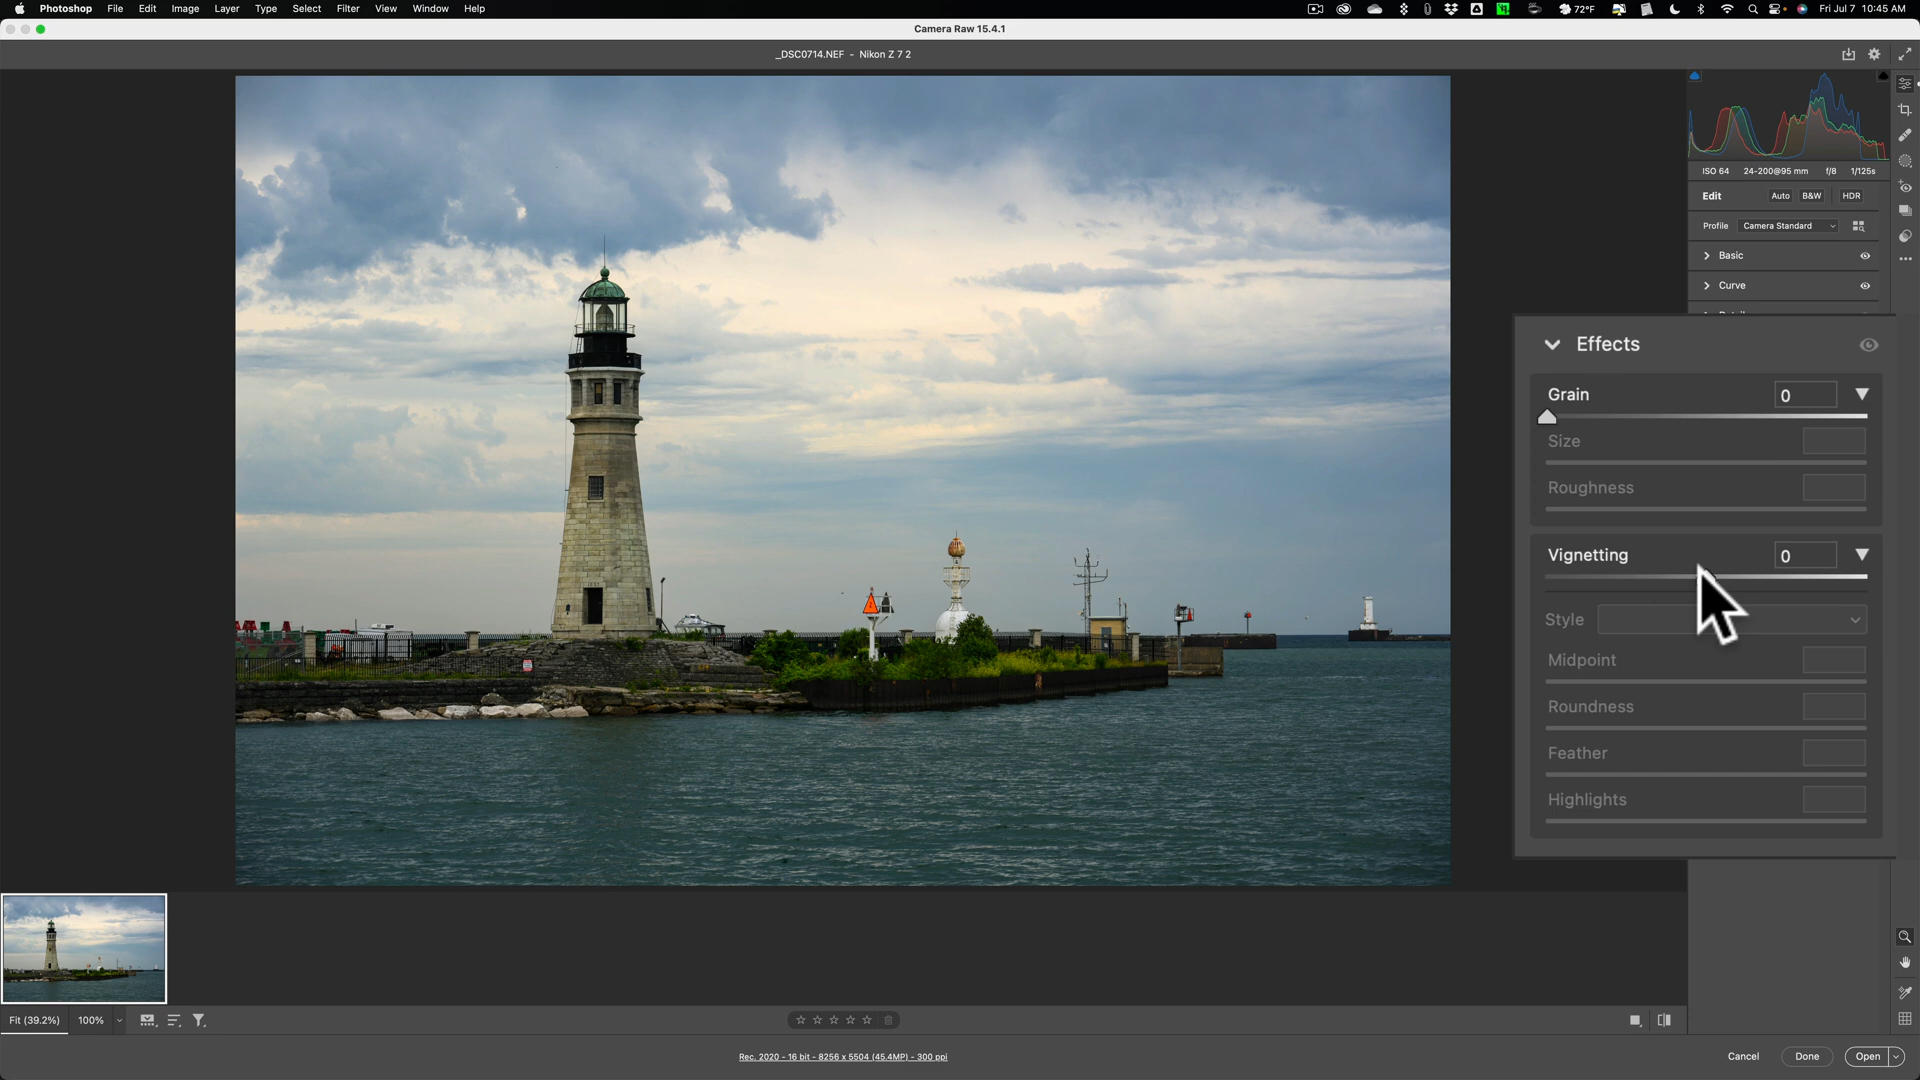 Photoshop File Edit Image Layer Type Select Filter View Window Help 72°F Fri Jul 7 10:45 AM
Camera Raw 15.4.1
_DSC0714.NEF - Nikon Z 7 2
ISO 64 24-200@95 mm f/8 1/125s
Edit Auto B&W HDR
Profile Camera Standard
Basic
Curve
Effects
Grain 0
Size
Roughness
Vignetting 0
Style
Midpoint
Roundness
Feather
Highlights
Fit (39.2%) 100%
Rec. 2020 - 16 bit - 8256 x 5504 (45.4MP) - 300 ppi
Cancel Done Open